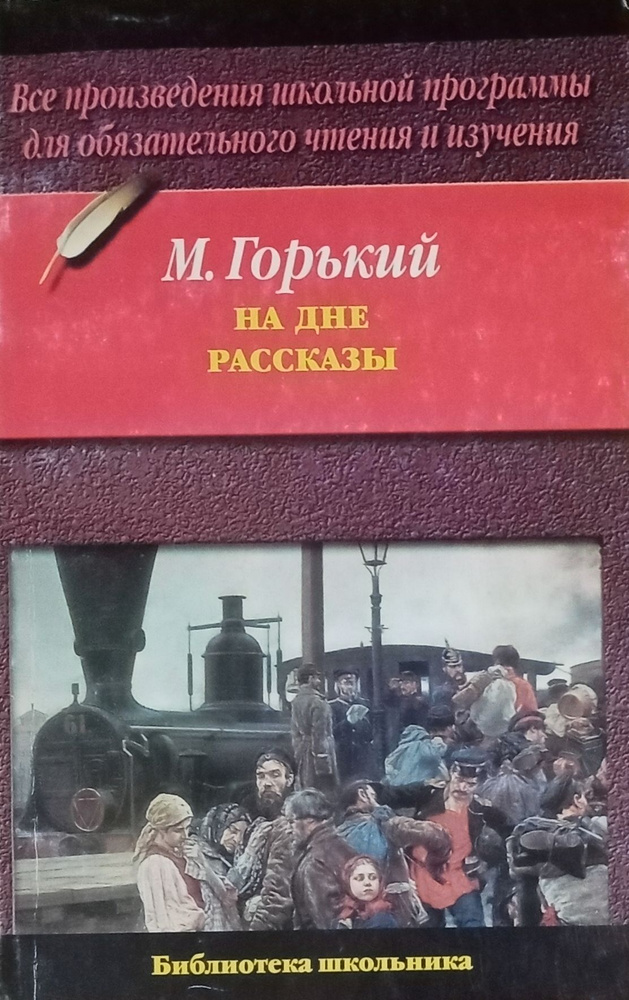 Все произведения школьной программы
для обязательного чтения и изучения
М. Горький
НА ДНЕ
РАССКАЗЫ
61
Библиотека школьника